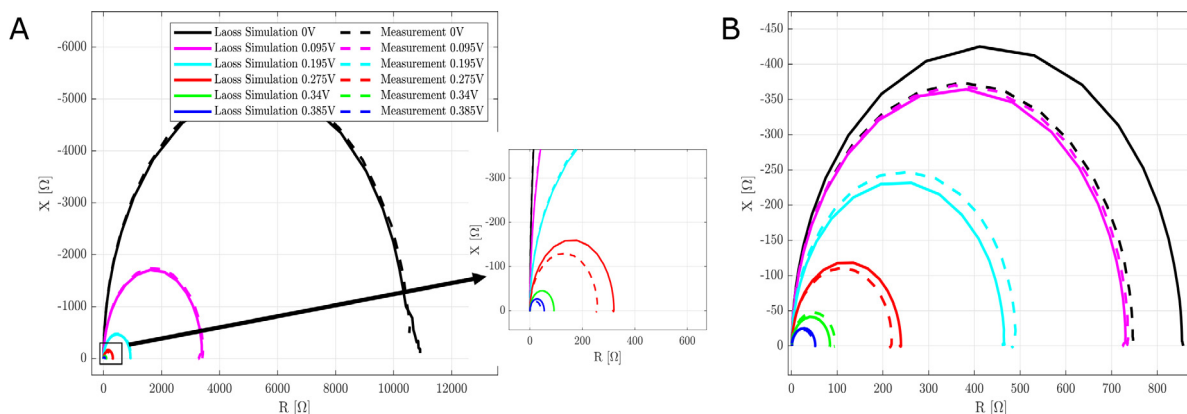 A
-6000
-5000
-4000
-3000
-2000
-1000
0
X [Ω]
0 2000 4000 6000 8000 10000 12000
R [Ω]
Laoss Simulation 0V Measurement 0V
Laoss Simulation 0.095V Measurement 0.095V
Laoss Simulation 0.195V Measurement 0.195V
Laoss Simulation 0.275V Measurement 0.275V
Laoss Simulation 0.34V Measurement 0.34V
Laoss Simulation 0.385V Measurement 0.385V
-300
-200
-100
0
X [Ω]
0 200 400 600
R [Ω]
B
-450
-400
-350
-300
-250
-200
-150
-100
-50
0
X [Ω]
0 100 200 300 400 500 600 700 800
R [Ω]